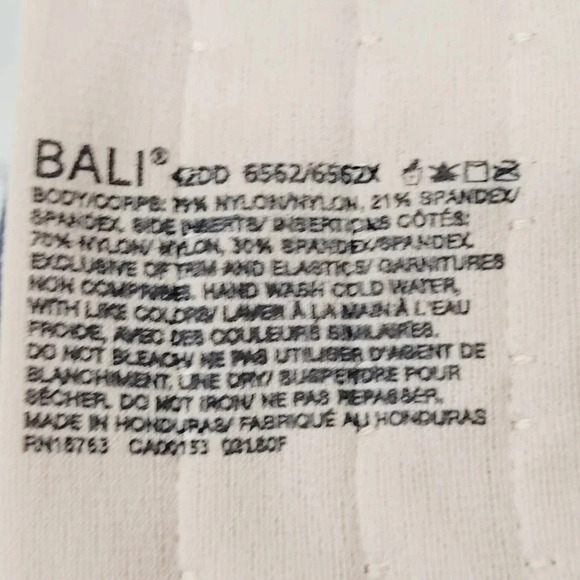 BALI® 42DD 6562/6562X
BODY/CORPS: 79% NYLON/NYLON, 21% SPANDEX/
SPANDEX. SIDE INSERTS/ INSERTIONS CÔTÉS:
70% NYLON/ NYLON, 30% SPANDEX/SPANDEX.
EXCLUSIVE OF TRIM AND ELASTICS/ GARNITURES
NON COMPRISES. HAND WASH COLD WATER,
WITH LIKE COLORS/ LAVER À LA MAIN À L'EAU
FROIDE, AVEC DES COULEURS SIMILAIRES.
DO NOT BLEACH/ NE PAS UTILISER D'AGENT DE
BLANCHIMENT. LINE DRY/ SUSPENDRE POUR
SÉCHER. DO NOT IRON/ NE PAS REPASSER.
MADE IN HONDURAS/ FABRIQUÉ AU HONDURAS
RN18763 CA00153